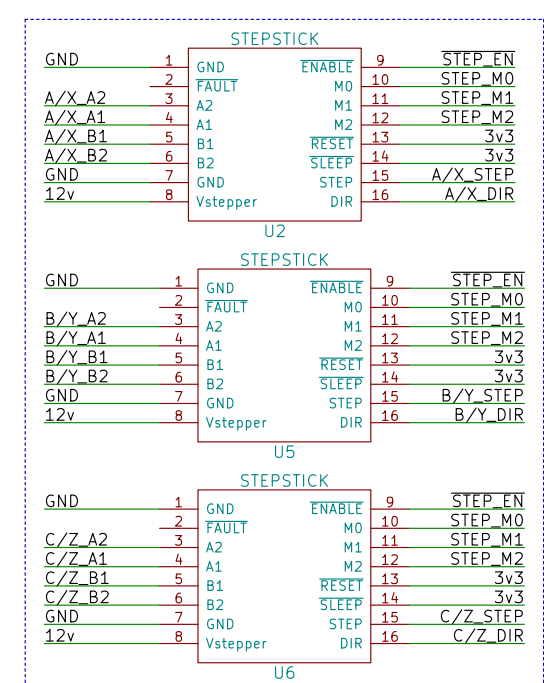 STEPSTICK
GND 1 GND ENABLE 9 STEP_EN
2 FAULT M0 10 STEP_M0
A/X_A2 3 A2 M1 11 STEP_M1
A/X_A1 4 A1 M2 12 STEP_M2
A/X_B1 5 B1 RESET 13 3v3
A/X_B2 6 B2 SLEEP 14 3v3
GND 7 GND STEP 15 A/X_STEP
12v 8 Vstepper DIR 16 A/X_DIR
U2
STEPSTICK
GND 1 GND ENABLE 9 STEP_EN
2 FAULT M0 10 STEP_M0
B/Y_A2 3 A2 M1 11 STEP_M1
B/Y_A1 4 A1 M2 12 STEP_M2
B/Y_B1 5 B1 RESET 13 3v3
B/Y_B2 6 B2 SLEEP 14 3v3
GND 7 GND STEP 15 B/Y_STEP
12v 8 Vstepper DIR 16 B/Y_DIR
U5
STEPSTICK
GND 1 GND ENABLE 9 STEP_EN
2 FAULT M0 10 STEP_M0
C/Z_A2 3 A2 M1 11 STEP_M1
C/Z_A1 4 A1 M2 12 STEP_M2
C/Z_B1 5 B1 RESET 13 3v3
C/Z_B2 6 B2 SLEEP 14 3v3
GND 7 GND STEP 15 C/Z_STEP
12v 8 Vstepper DIR 16 C/Z_DIR
U6